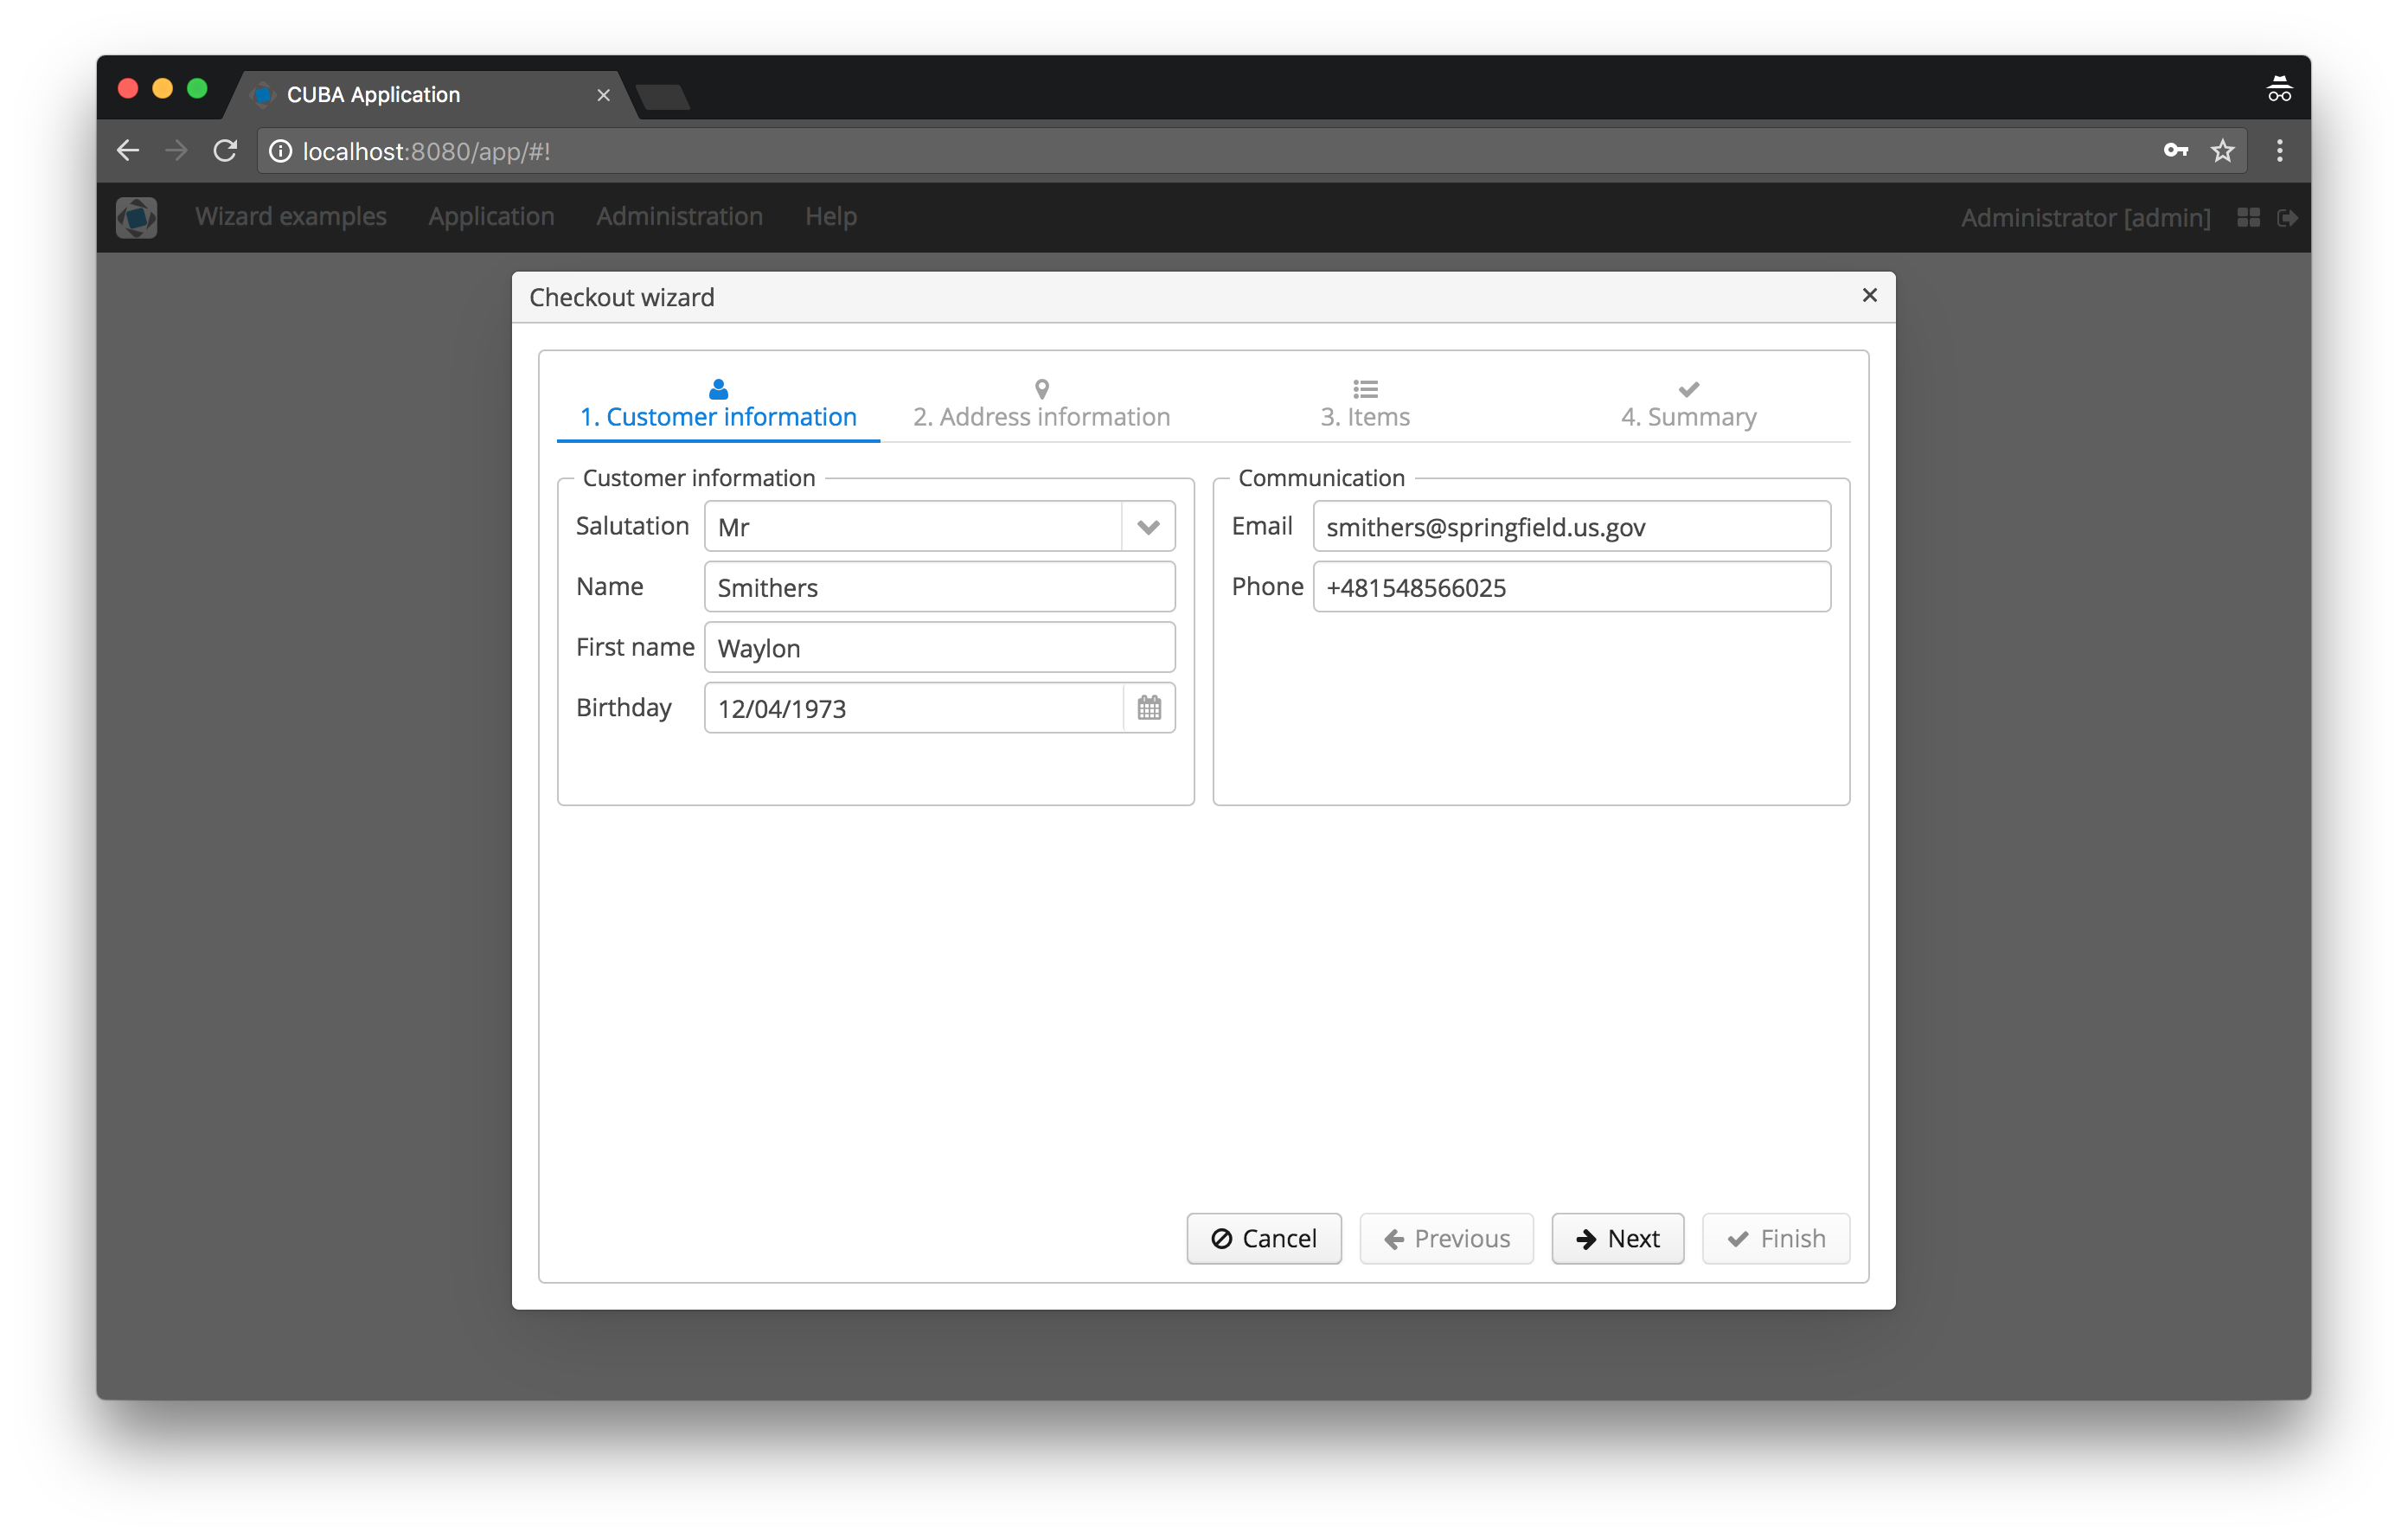 CUBA Application
localhost:8080/app/#!
Wizard examples Application Administration Help Administrator [admin]
Checkout wizard
1. Customer information 2. Address information 3. Items 4. Summary
Customer information
Salutation Mr
Name Smithers
First name Waylon
Birthday 12/04/1973
Communication
Email smithers@springfield.us.gov
Phone +481548566025
Cancel Previous Next Finish